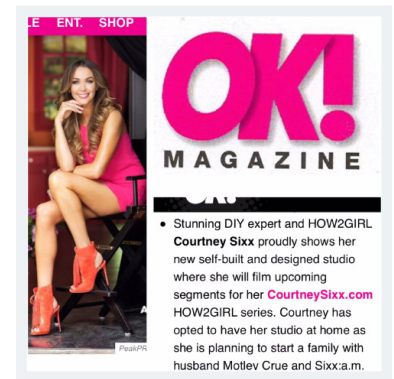 LE ENT. SHOP
OK!
MAGAZINE
• Stunning DIY expert and HOW2GIRL
Courtney Sixx proudly shows her
new self-built and designed studio
where she will film upcoming
segments for her CourtneySixx.com
HOW2GIRL series. Courtney has
opted to have her studio at home as
she is planning to start a family with
husband Motley Crue and Sixx:a.m.
PeakPR